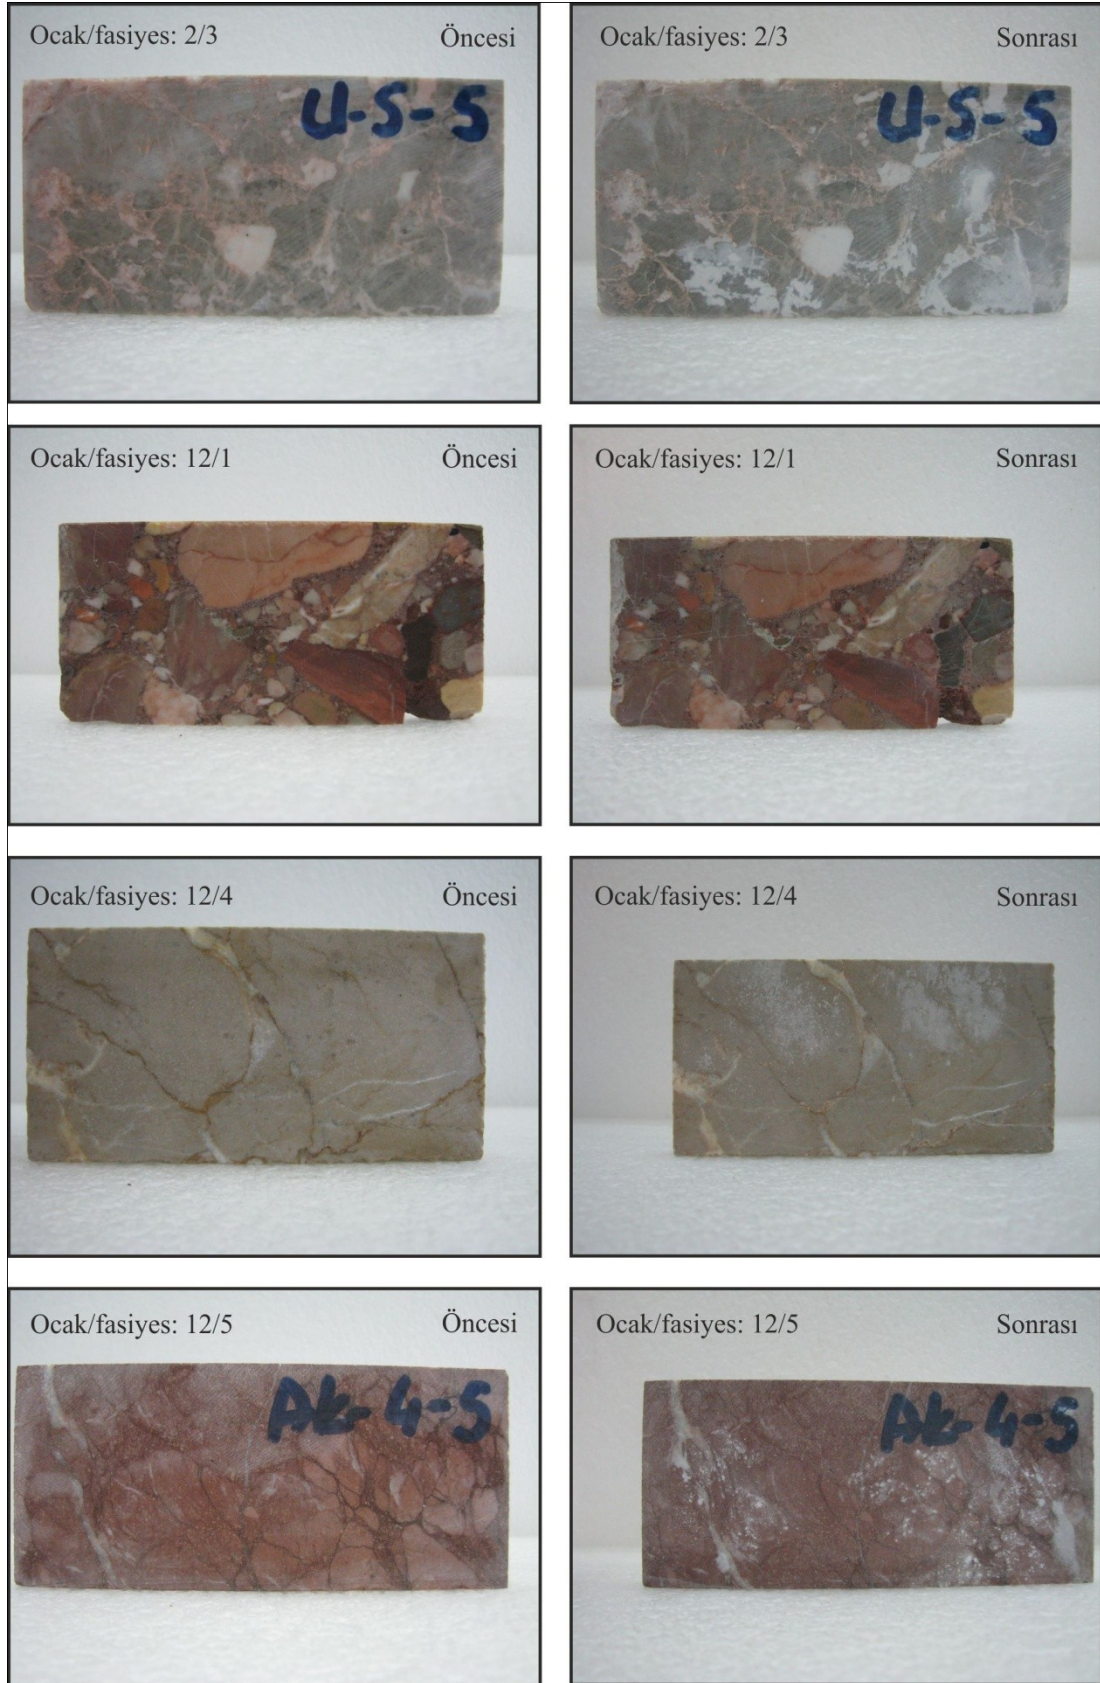 Ocak/fasiyes: 2/3 Öncesi
U-S-5
Ocak/fasiyes: 2/3 Sonrası
U-S-5
Ocak/fasiyes: 12/1 Öncesi
Ocak/fasiyes: 12/1 Sonrası
Ocak/fasiyes: 12/4 Öncesi
Ocak/fasiyes: 12/4 Sonrası
Ocak/fasiyes: 12/5 Öncesi
Ak-4-5
Ocak/fasiyes: 12/5 Sonrası
Ak-4-5